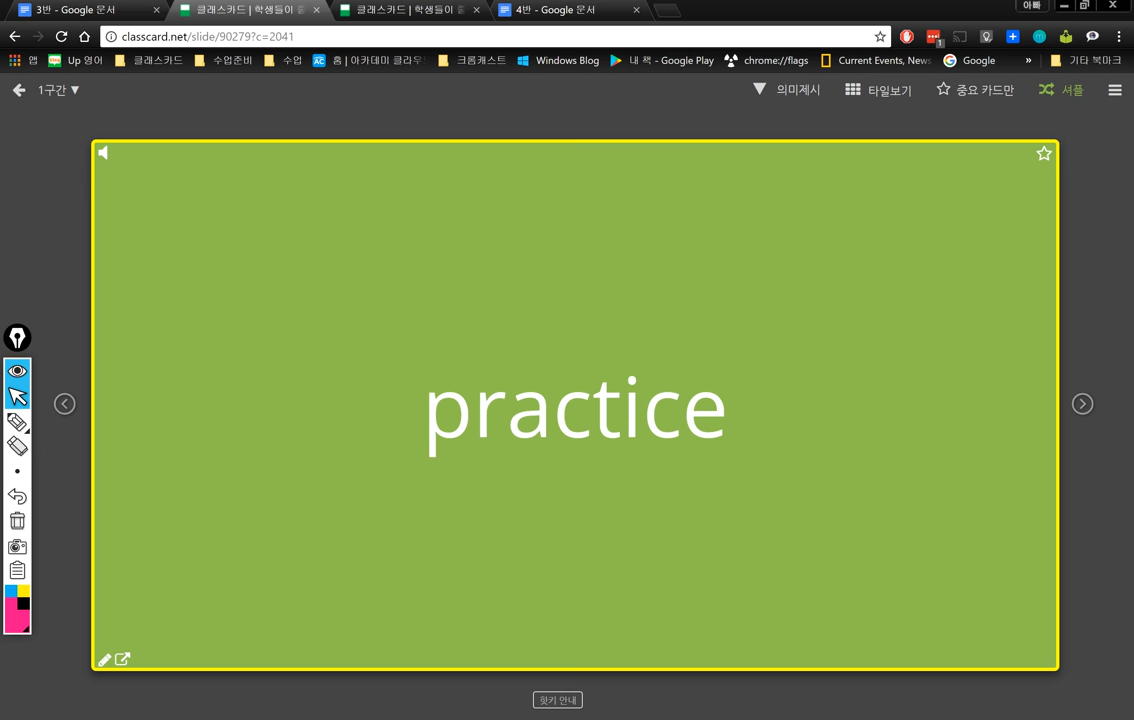 3반 - Google 문서
클래스카드 | 학생들이 클
클래스카드 | 학생들이 클
4반 - Google 문서
아빠
classcard.net/slide/90279?c=2041
1
앱
Up 영어
클래스카드
수업준비
수업
홈 | 아카데미 클라우
크롬캐스트
Windows Blog
내 책 - Google Play
chrome://flags
Current Events, News
Google
»
기타 북마크
1구간 ▼
의미제시
타일보기
중요 카드만
셔플
practice
핫키 안내